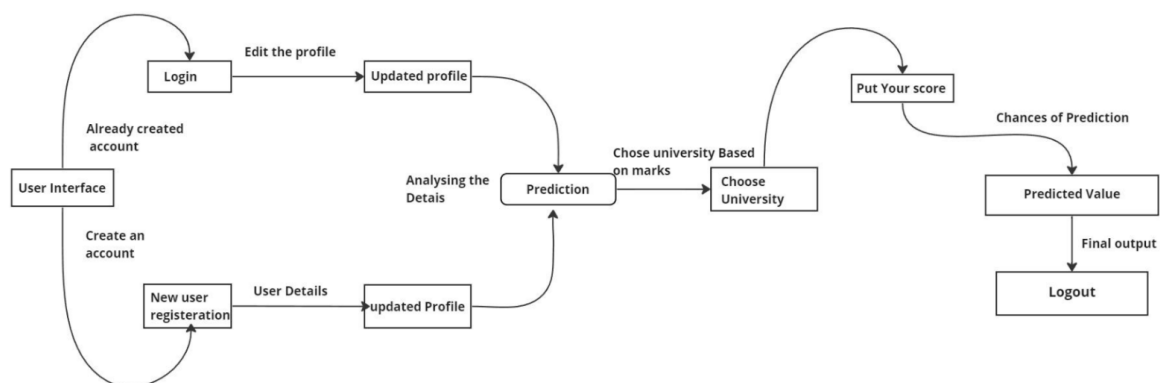 Edit the profile
Login
Updated profile
Put Your score
Already created
account
Chances of Prediction
Chose university Based
on marks
User Interface
Analysing the
Detais
Prediction
Choose
University
Predicted Value
Create an
account
Final output
User Details
New user
registeration
updated Profile
Logout